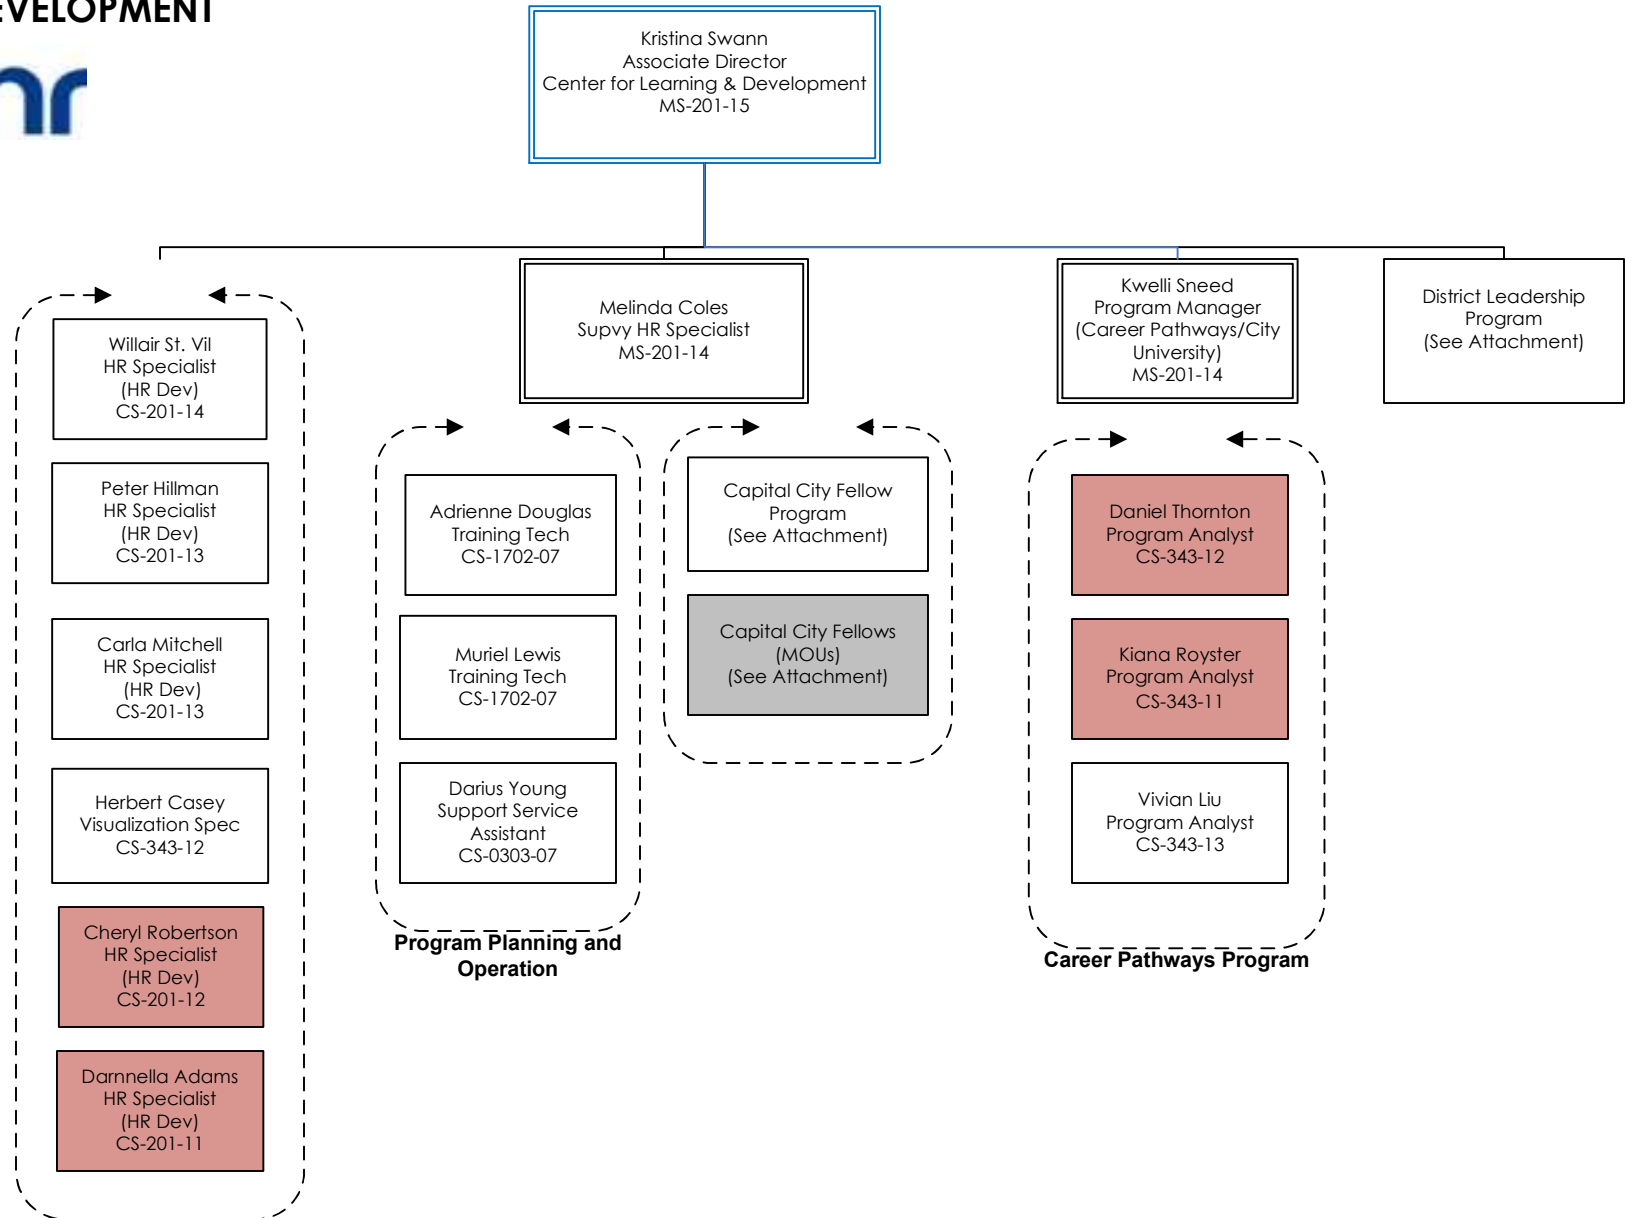 EVELOPMENT
hr
Kristina Swann
Associate Director
Center for Learning & Development
MS-201-15
Melinda Coles
Supvy HR Specialist
MS-201-14
Kwelli Sneed
Program Manager
(Career Pathways/City
University)
MS-201-14
District Leadership
Program
(See Attachment)
Willair St. Vil
HR Specialist
(HR Dev)
CS-201-14
Peter Hillman
HR Specialist
(HR Dev)
CS-201-13
Carla Mitchell
HR Specialist
(HR Dev)
CS-201-13
Herbert Casey
Visualization Spec
CS-343-12
Cheryl Robertson
HR Specialist
(HR Dev)
CS-201-12
Darnnella Adams
HR Specialist
(HR Dev)
CS-201-11
Adrienne Douglas
Training Tech
CS-1702-07
Muriel Lewis
Training Tech
CS-1702-07
Darius Young
Support Service
Assistant
CS-0303-07
Program Planning and
Operation
Capital City Fellow
Program
(See Attachment)
Capital City Fellows
(MOUs)
(See Attachment)
Daniel Thornton
Program Analyst
CS-343-12
Kiana Royster
Program Analyst
CS-343-11
Vivian Liu
Program Analyst
CS-343-13
Career Pathways Program